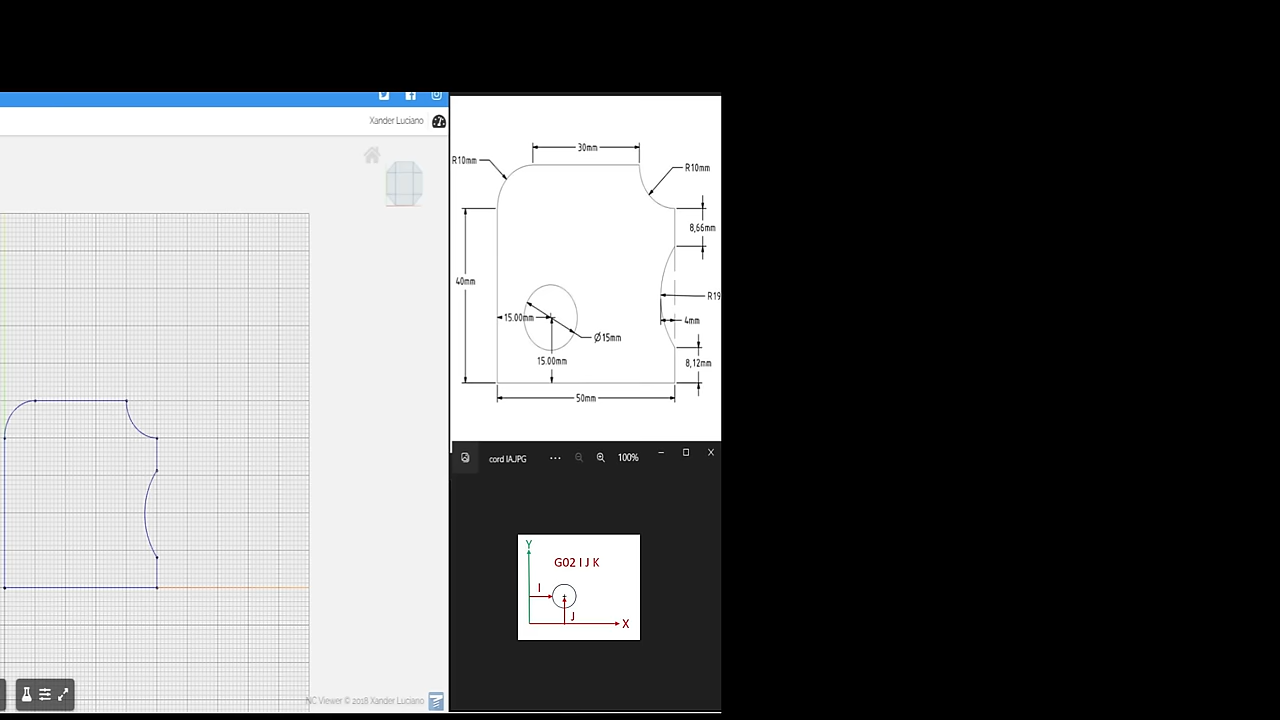 Xander Luciano
30mm
R10mm
R10mm
8,66mm
40mm
R19
15.00mm
4mm
Ø15mm
15.00mm
8,12mm
50mm
cord IA.JPG
100%
Y
G02 I J K
I
J
X
NC Viewer © 2018 Xander Luciano